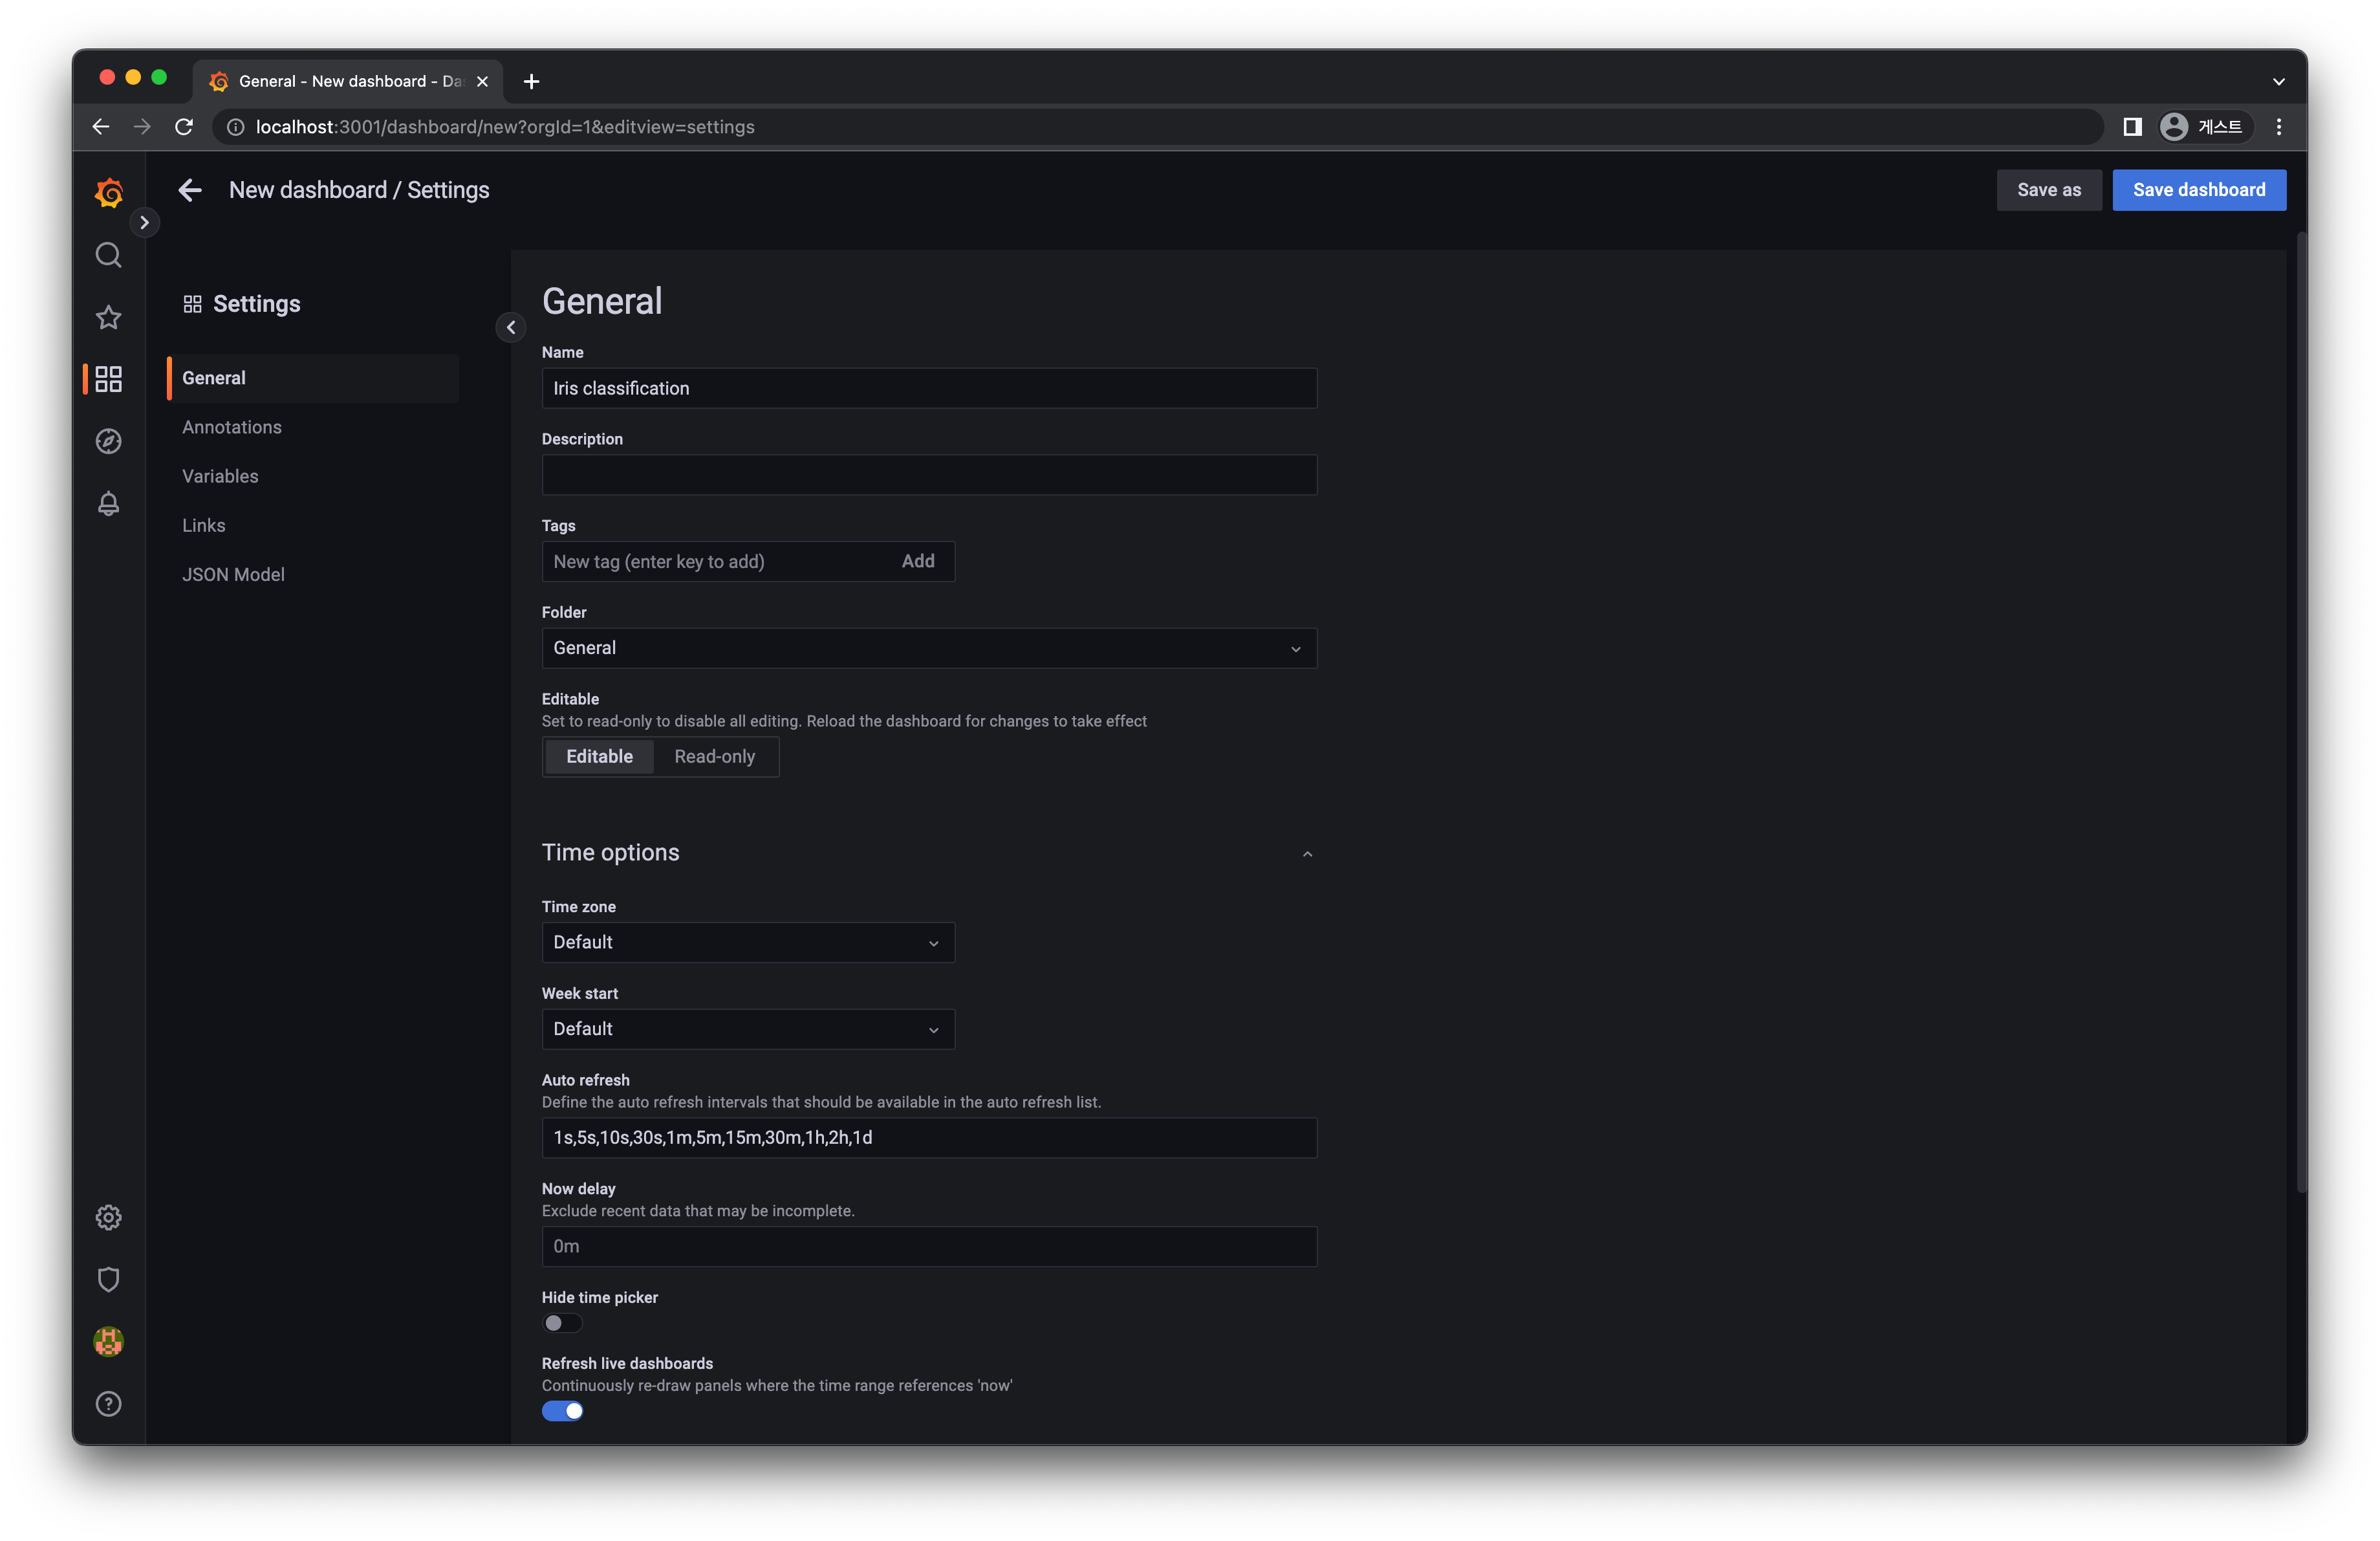 General - New dashboard - Da
localhost:3001/dashboard/new?orgId=1&editview=settings
게스트
New dashboard / Settings
Save as
Save dashboard
Settings
General
Annotations
Variables
Links
JSON Model
General
Name
Iris classification
Description
Tags
New tag (enter key to add)
Add
Folder
General
Editable
Set to read-only to disable all editing. Reload the dashboard for changes to take effect
Editable
Read-only
Time options
Time zone
Default
Week start
Default
Auto refresh
Define the auto refresh intervals that should be available in the auto refresh list.
1s,5s,10s,30s,1m,5m,15m,30m,1h,2h,1d
Now delay
Exclude recent data that may be incomplete.
0m
Hide time picker
Refresh live dashboards
Continuously re-draw panels where the time range references 'now'